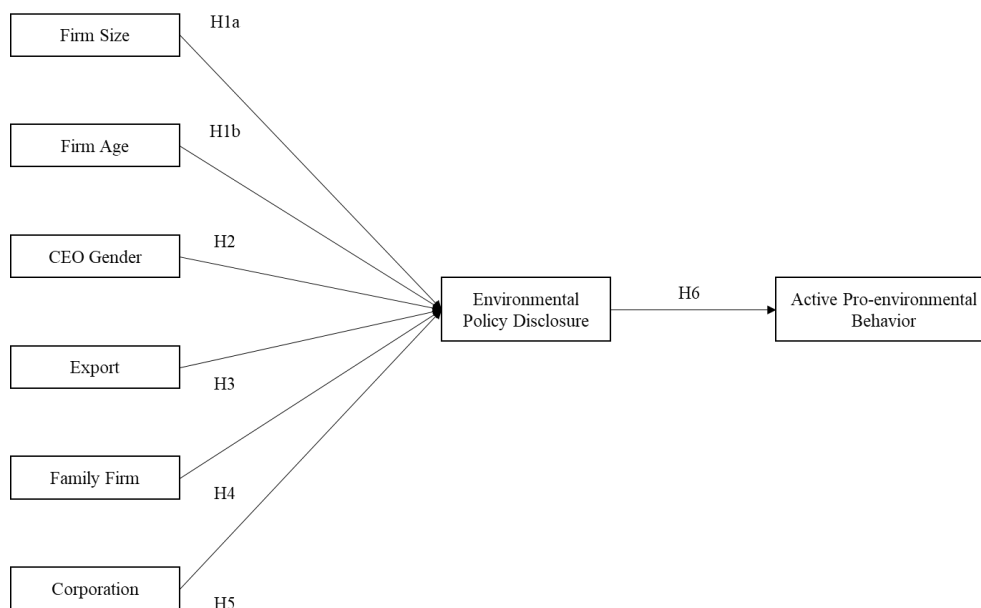 Firm Size
H1a
Firm Age
H1b
CEO Gender
H2
Export
H3
Family Firm
H4
Corporation
H5
Environmental
Policy Disclosure
H6
Active Pro-environmental
Behavior